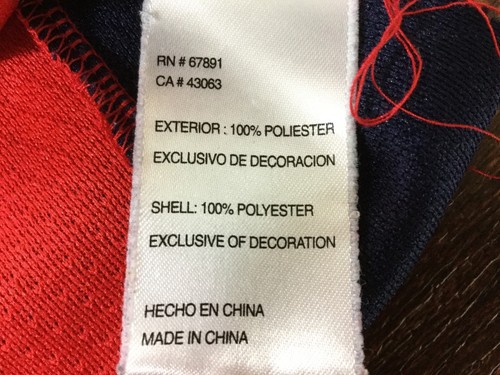 RN # 67891
CA # 43063
EXTERIOR : 100% POLIESTER
EXCLUSIVO DE DECORACION
SHELL: 100% POLYESTER
EXCLUSIVE OF DECORATION
HECHO EN CHINA
MADE IN CHINA